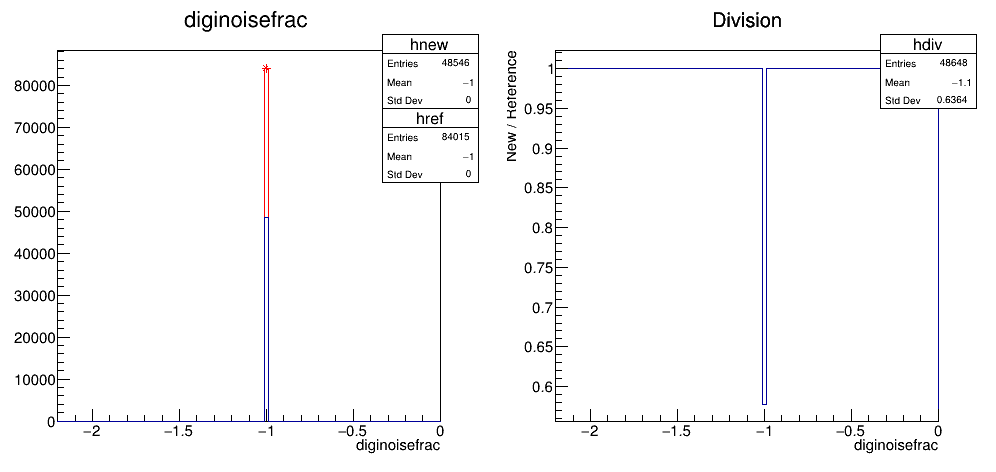 diginoisefrac
hnew
Entries 48546
Mean −1
Std Dev 0
href
Entries 84015
Mean −1
Std Dev 0
80000
70000
60000
50000
40000
30000
20000
10000
0
−2 −1.5 −1 −0.5 0
diginoisefrac
Division
hdiv
Entries 48648
Mean −1.1
Std Dev 0.6364
New / Reference
1
0.95
0.9
0.85
0.8
0.75
0.7
0.65
0.6
−2 −1.5 −1 −0.5 0
diginoisefrac